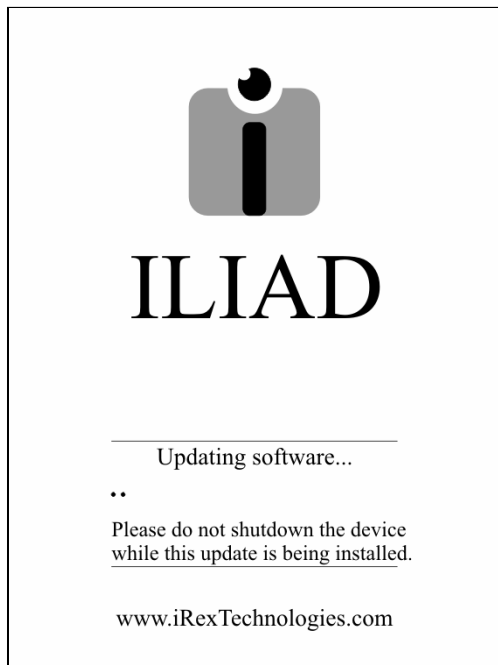 ILIAD
Updating software...
..
Please do not shutdown the device
while this update is being installed.
www.iRexTechnologies.com